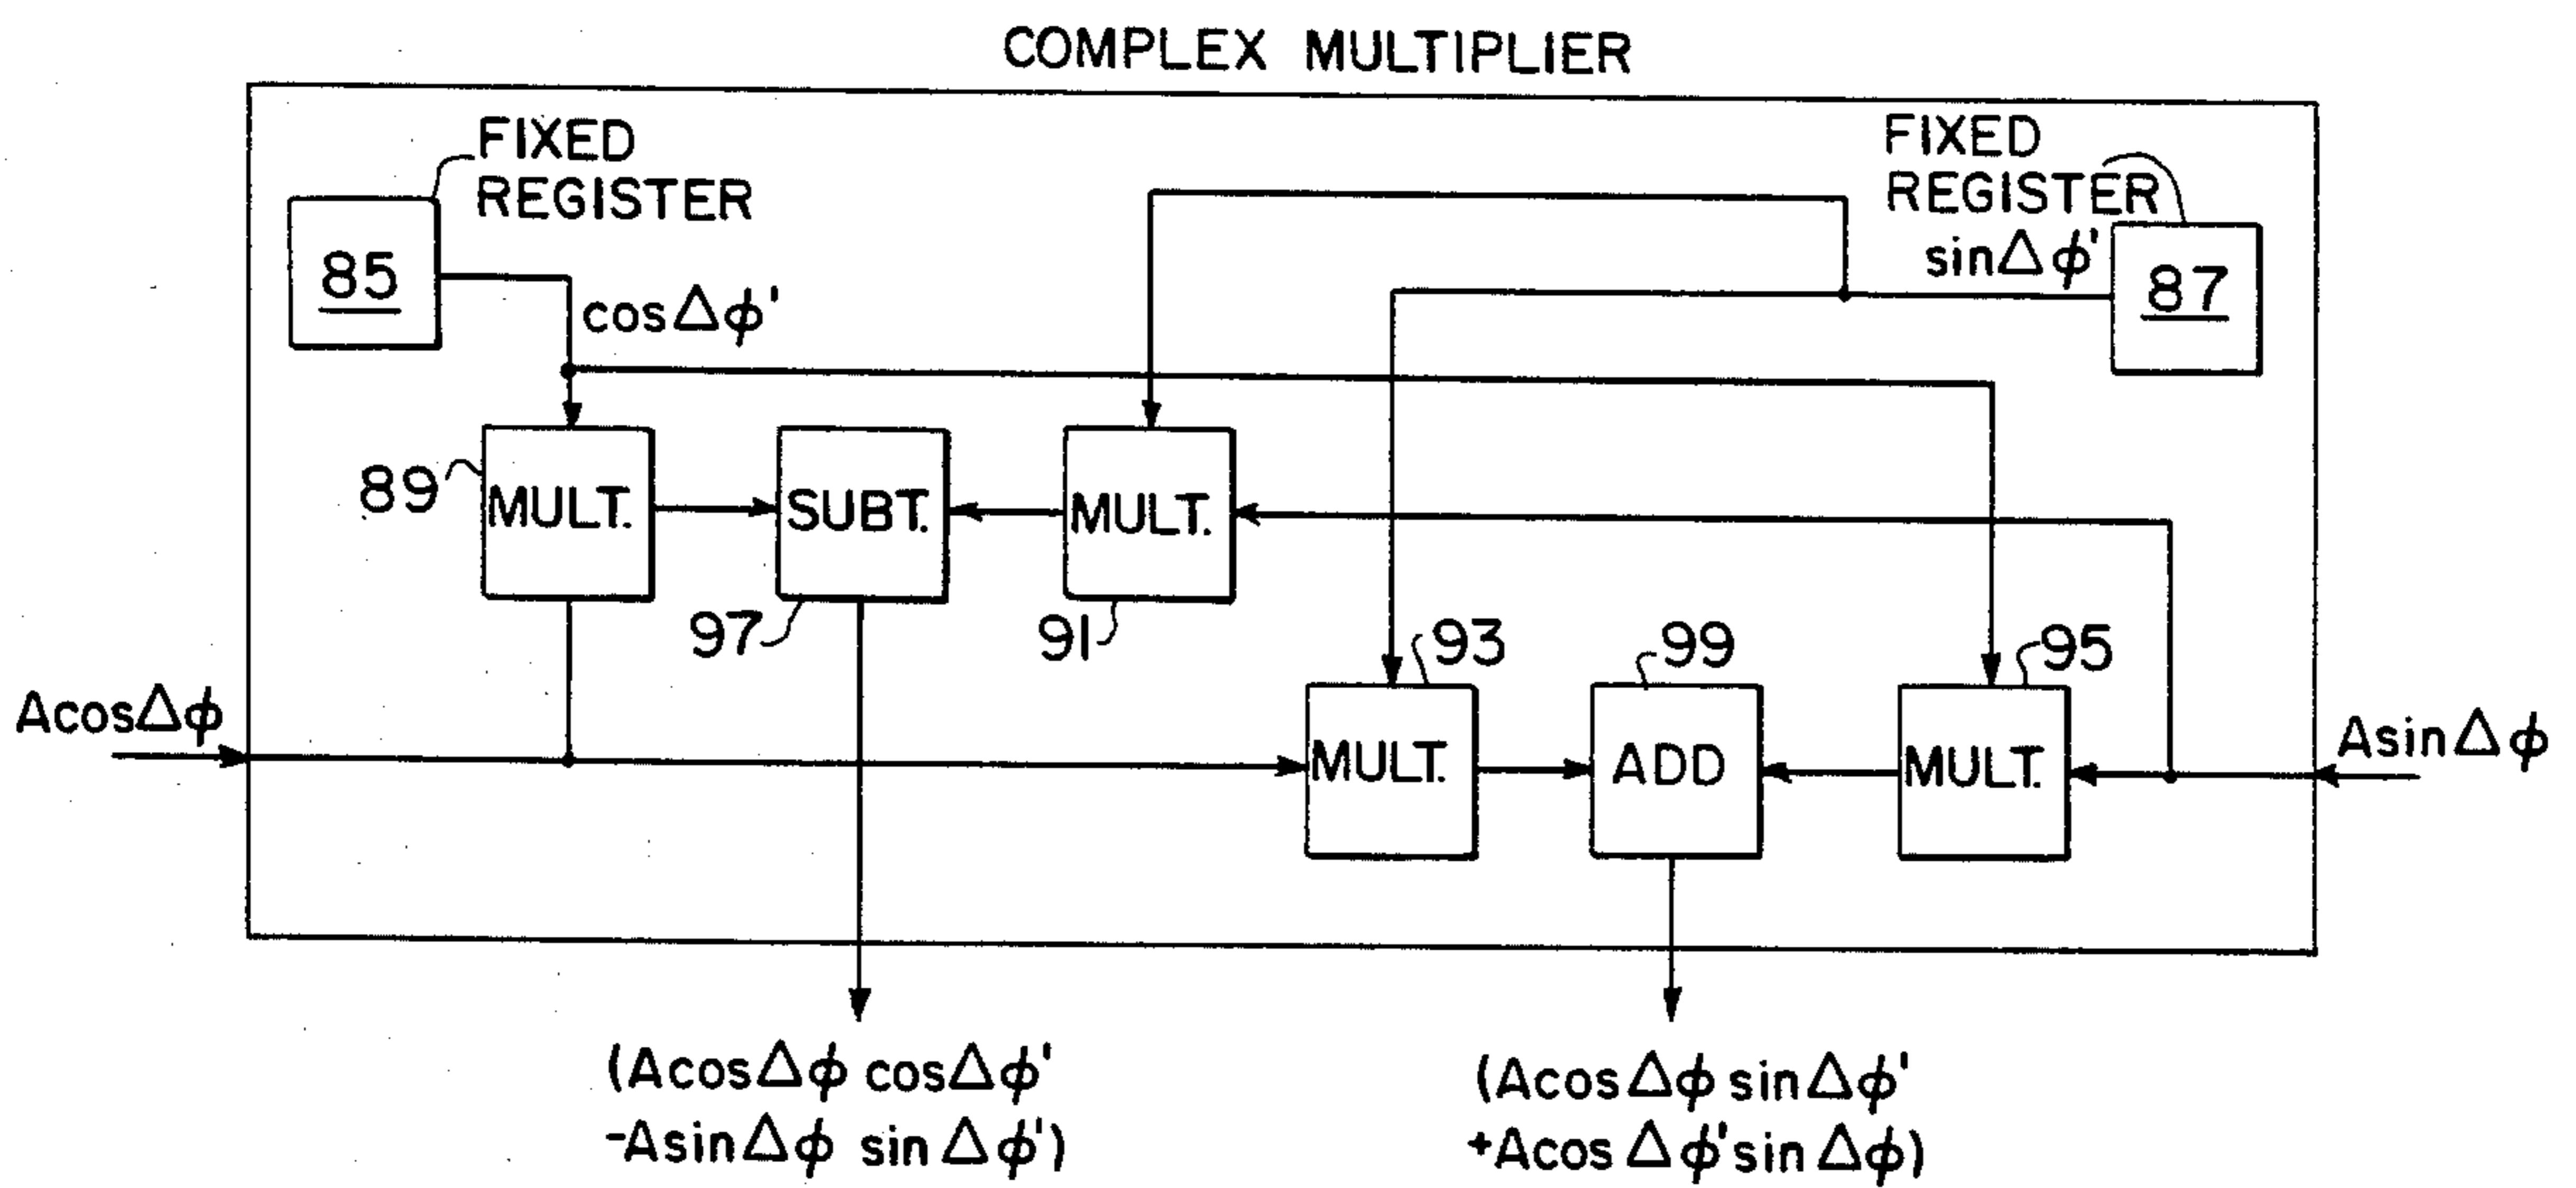 COMPLEX MULTIPLIER
FIXED
REGISTER
85
cosΔϕ'
FIXED
REGISTER
sinΔϕ'
87
89
MULT.
SUBT.
MULT.
97
91
93
99
95
AcosΔϕ
MULT.
ADD
MULT.
AsinΔϕ
(AcosΔϕ cosΔϕ'
-AsinΔϕ sinΔϕ')
(AcosΔϕ sinΔϕ'
+AcosΔϕ'sinΔϕ)